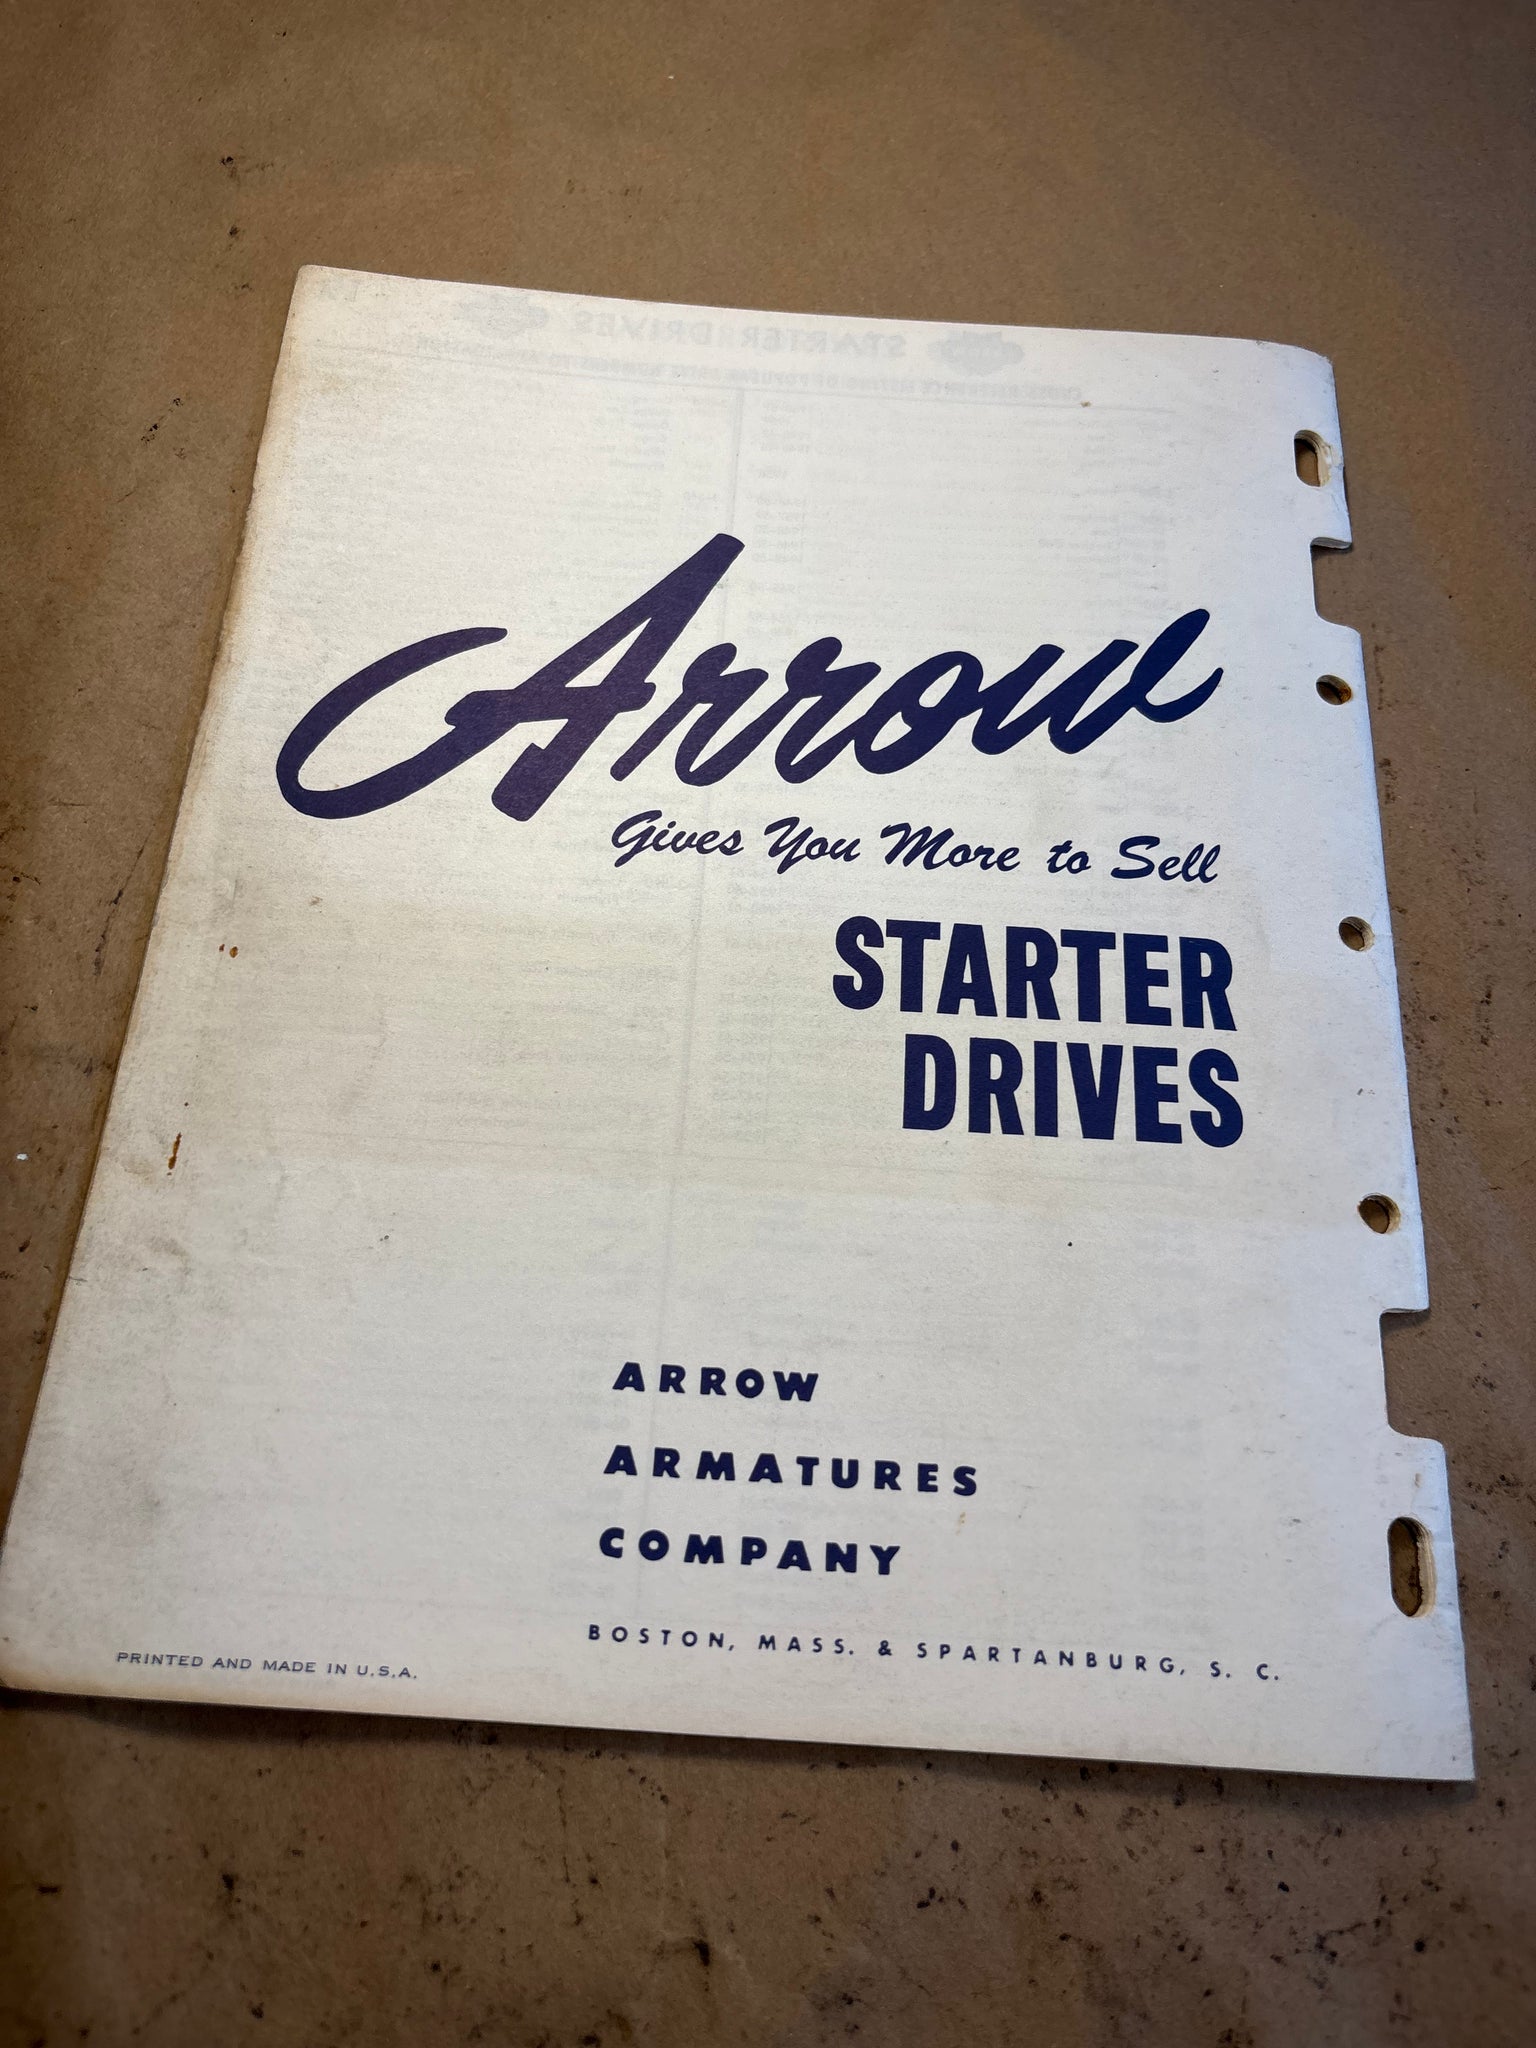 Arrow
Gives You More to Sell
STARTER
DRIVES
ARROW
ARMATURES
COMPANY
BOSTON, MASS. & SPARTANBURG, S. C.
PRINTED AND MADE IN U.S.A.